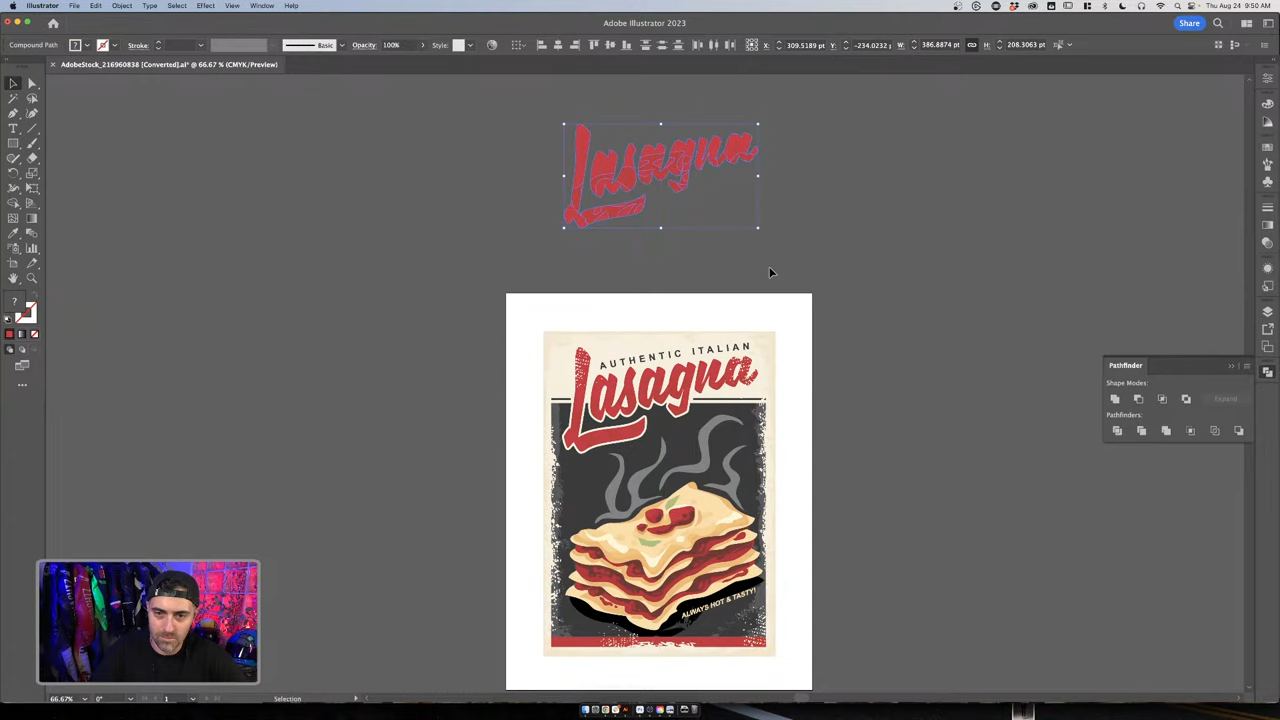 Illustrator File Edit Object Type Select Effect View Window Help Thu Aug 24 9:50 AM
Adobe Illustrator 2023 Share
Compound Path ? Stroke: Basic Opacity: 100% Style: X: 309.5189 pt Y: -234.0232 p W: 386.8874 pt H: 208.3063 pt
AdobeStock_216960838 [Converted].ai* @ 66.67 % (CMYK/Preview)
Lasagna
AUTHENTIC ITALIAN
Lasagna
ALWAYS HOT & TASTY!
Pathfinder
Shape Modes:
Expand
Pathfinders:
?
66.67% 0° 1 Selection